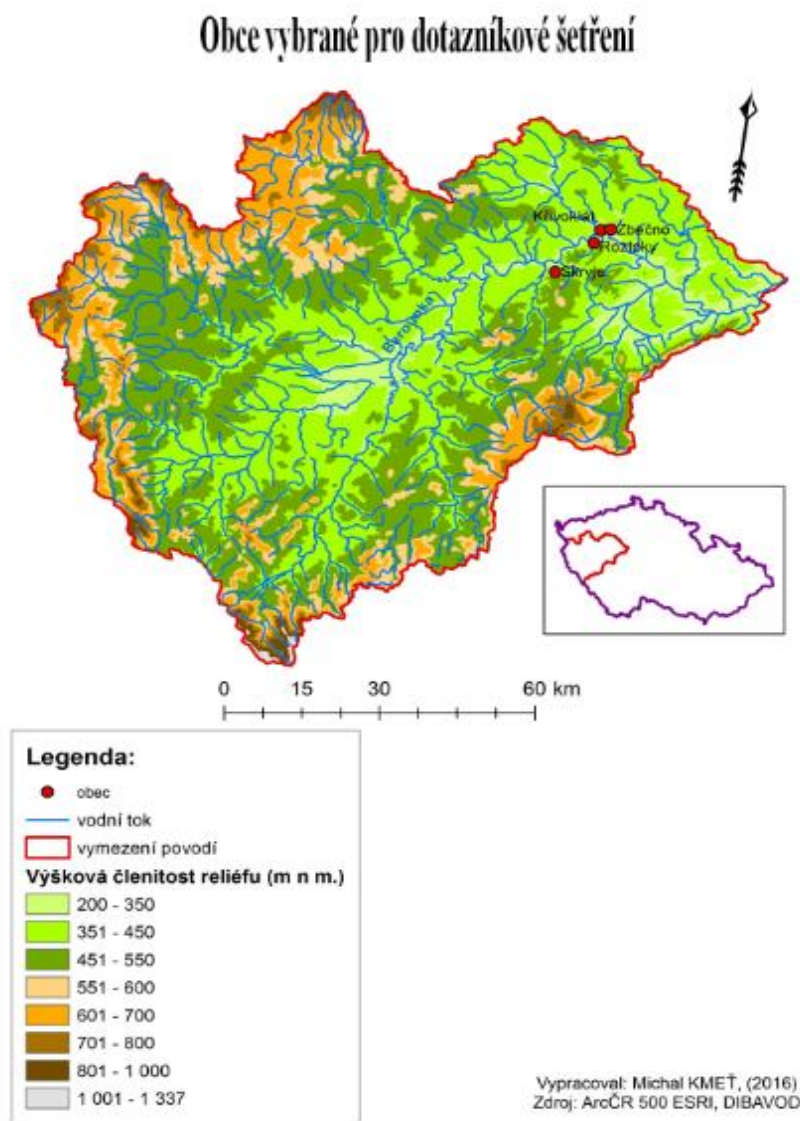 Obce vybrané pro dotazníkové šetření
Křivoklát
Zbečno
Roztoky
Skryje
Berounka
0 15 30 60 km
Legenda:
obec
vodní tok
vymezení povodí
Výšková členitost reliéfu (m n m.)
200 - 350
351 - 450
451 - 550
551 - 600
601 - 700
701 - 800
801 - 1 000
1 001 - 1 337
Vypracoval: Michal KMEŤ, (2016)
Zdroj: ArcČR 500 ESRI, DIBAVOD